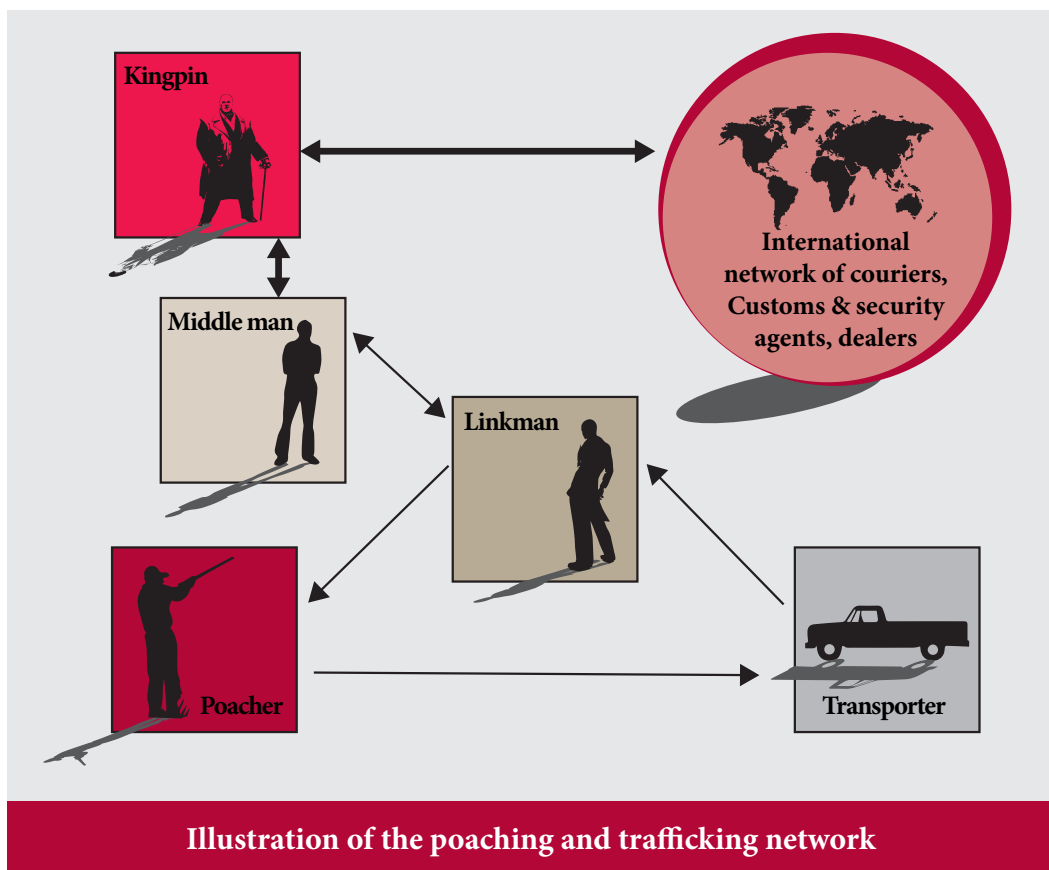 Kingpin
International
network of couriers,
Customs & security
agents, dealers
Middle man
Linkman
Poacher
Transporter
Illustration of the poaching and trafficking network